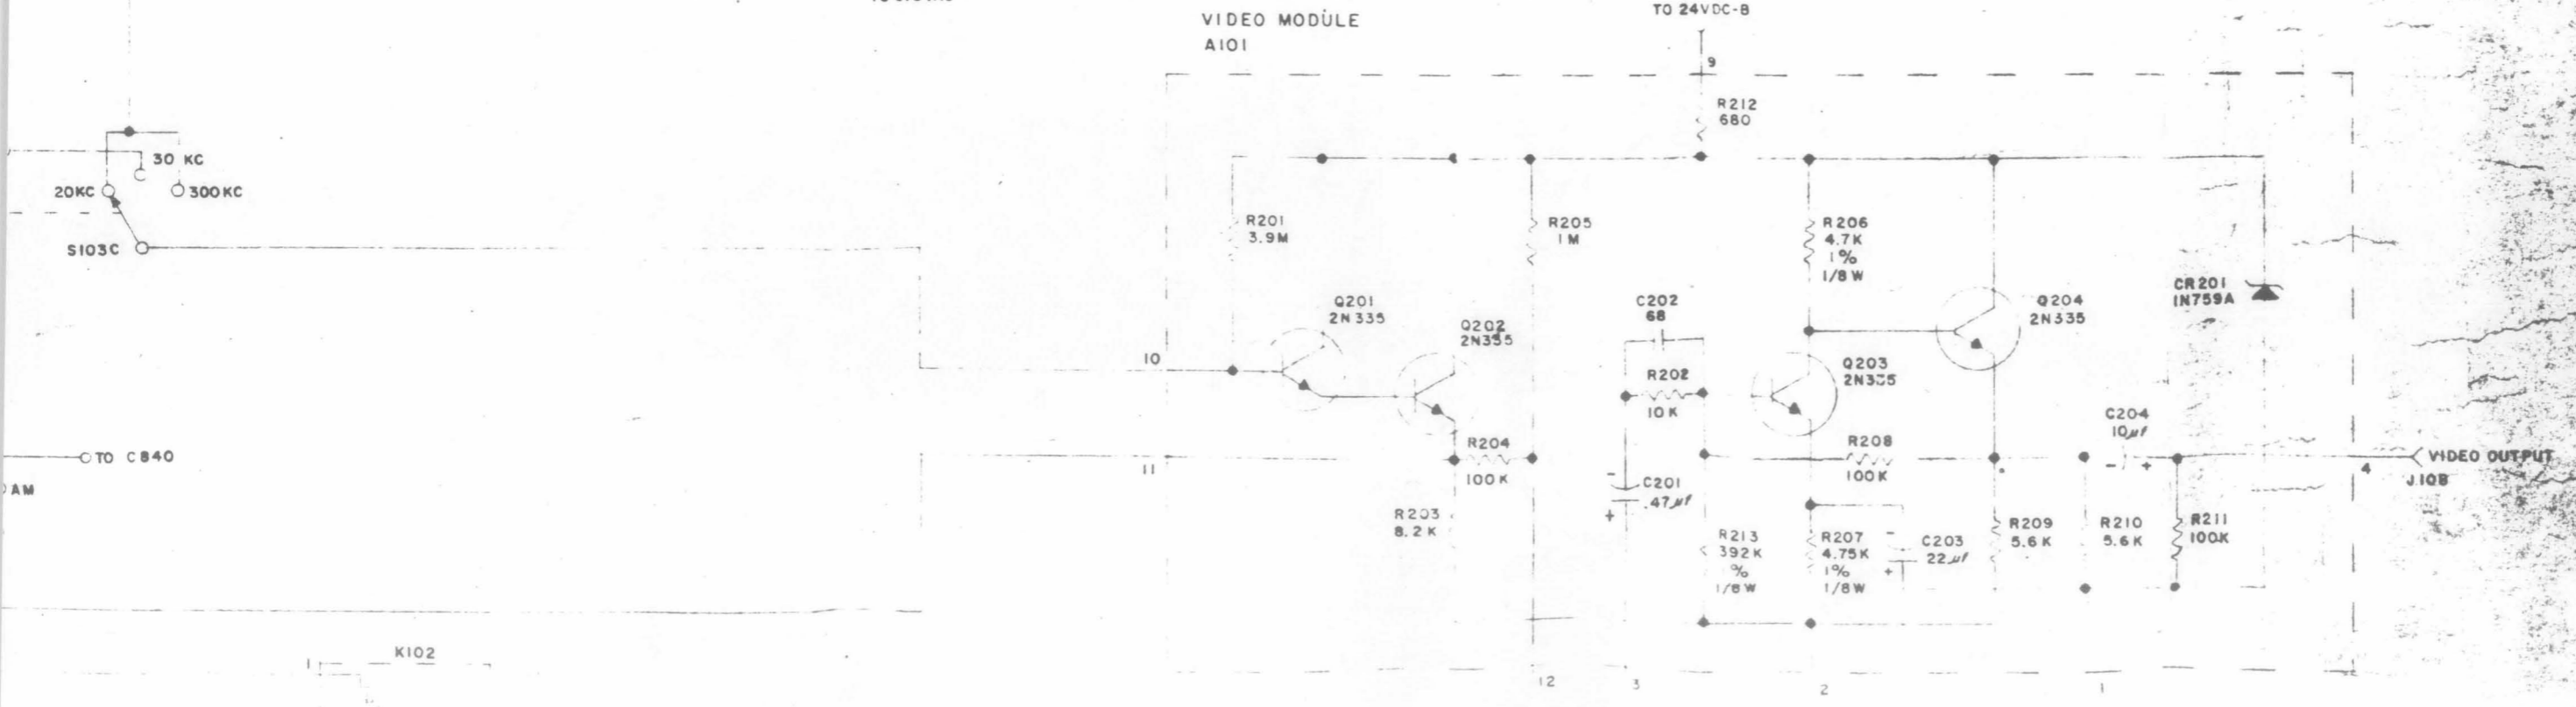 VIDEO MODULE
A101
TO 24VDC-B
9
R212
680
30 KC
20KC
300KC
S103C
R201
3.9M
R205
1M
R206
4.7K
1%
1/8W
CR201
1N759A
Q201
2N335
Q202
2N335
C202
68
Q204
2N335
10
R202
10K
Q203
2N335
C204
10µf
- +
TO C840
AM
11
R204
100K
R208
100K
4
VIDEO OUTPUT
J108
R203
8.2K
-
C201
.47µf
+
R213
392K
1%
1/8W
R207
4.75K
1%
1/8W
-
C203
22µf
+
R209
5.6K
R210
5.6K
R211
100K
1
K102
12
3
2
1